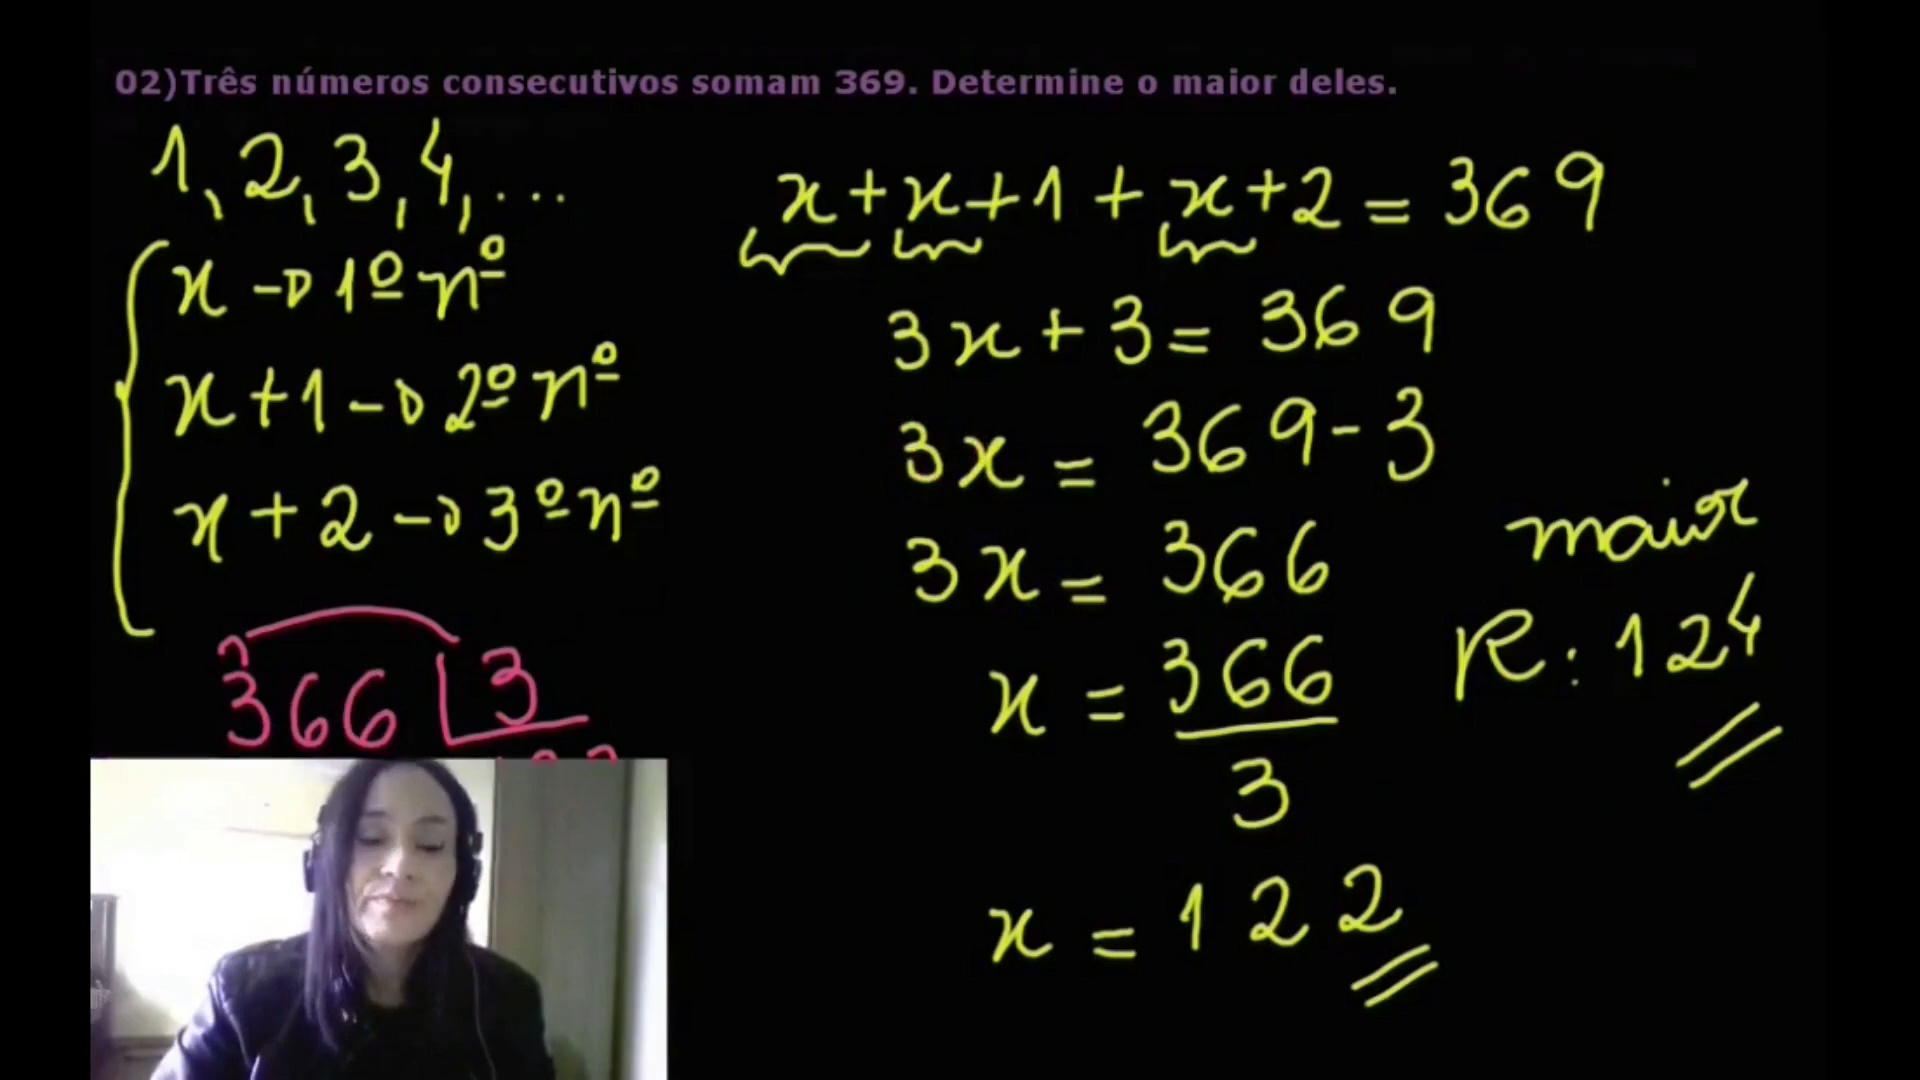 02)Três números consecutivos somam 369. Determine o maior deles.
1, 2, 3, 4, ...
x → 1º nº
x+1 → 2º nº
x+2 → 3º nº
366 | 3
x+x+1+x+2=369
3x+3=369
3x=369-3
3x=366
x=366
3
x=122
maior
R: 124